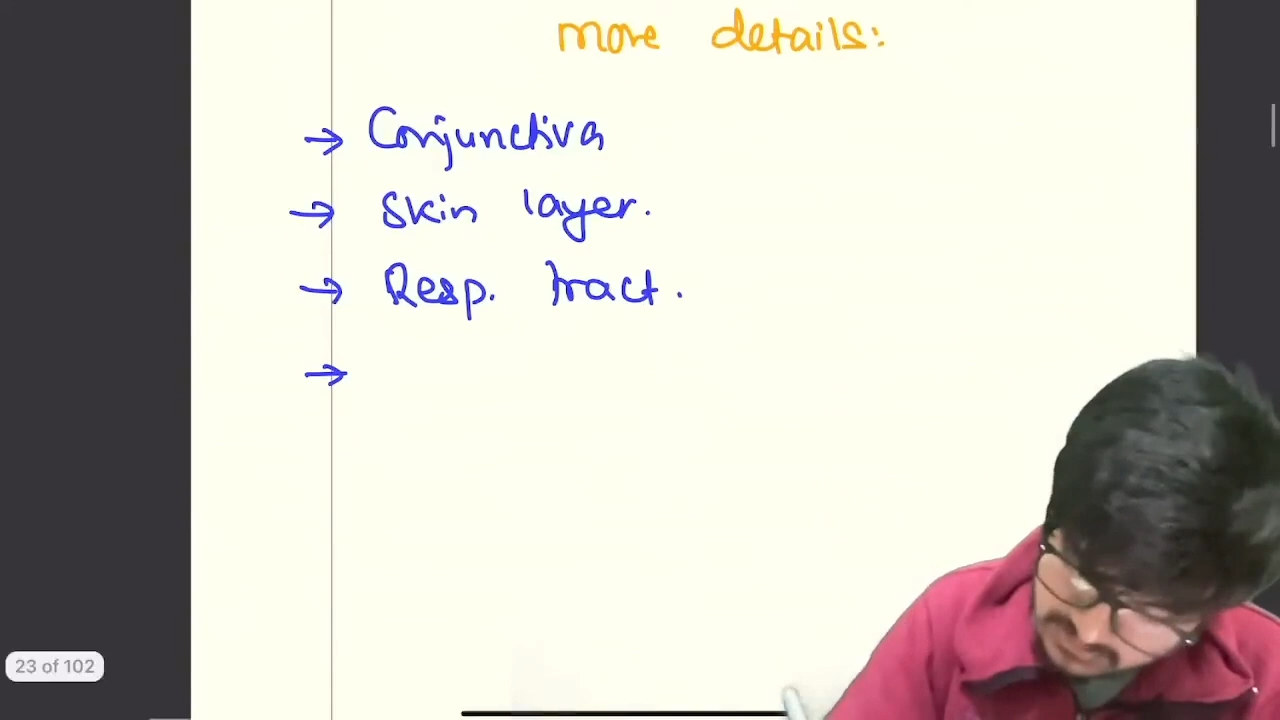 more details:
→ Conjunctiva
→ Skin layer.
→ Resp. tract.
→
23 of 102